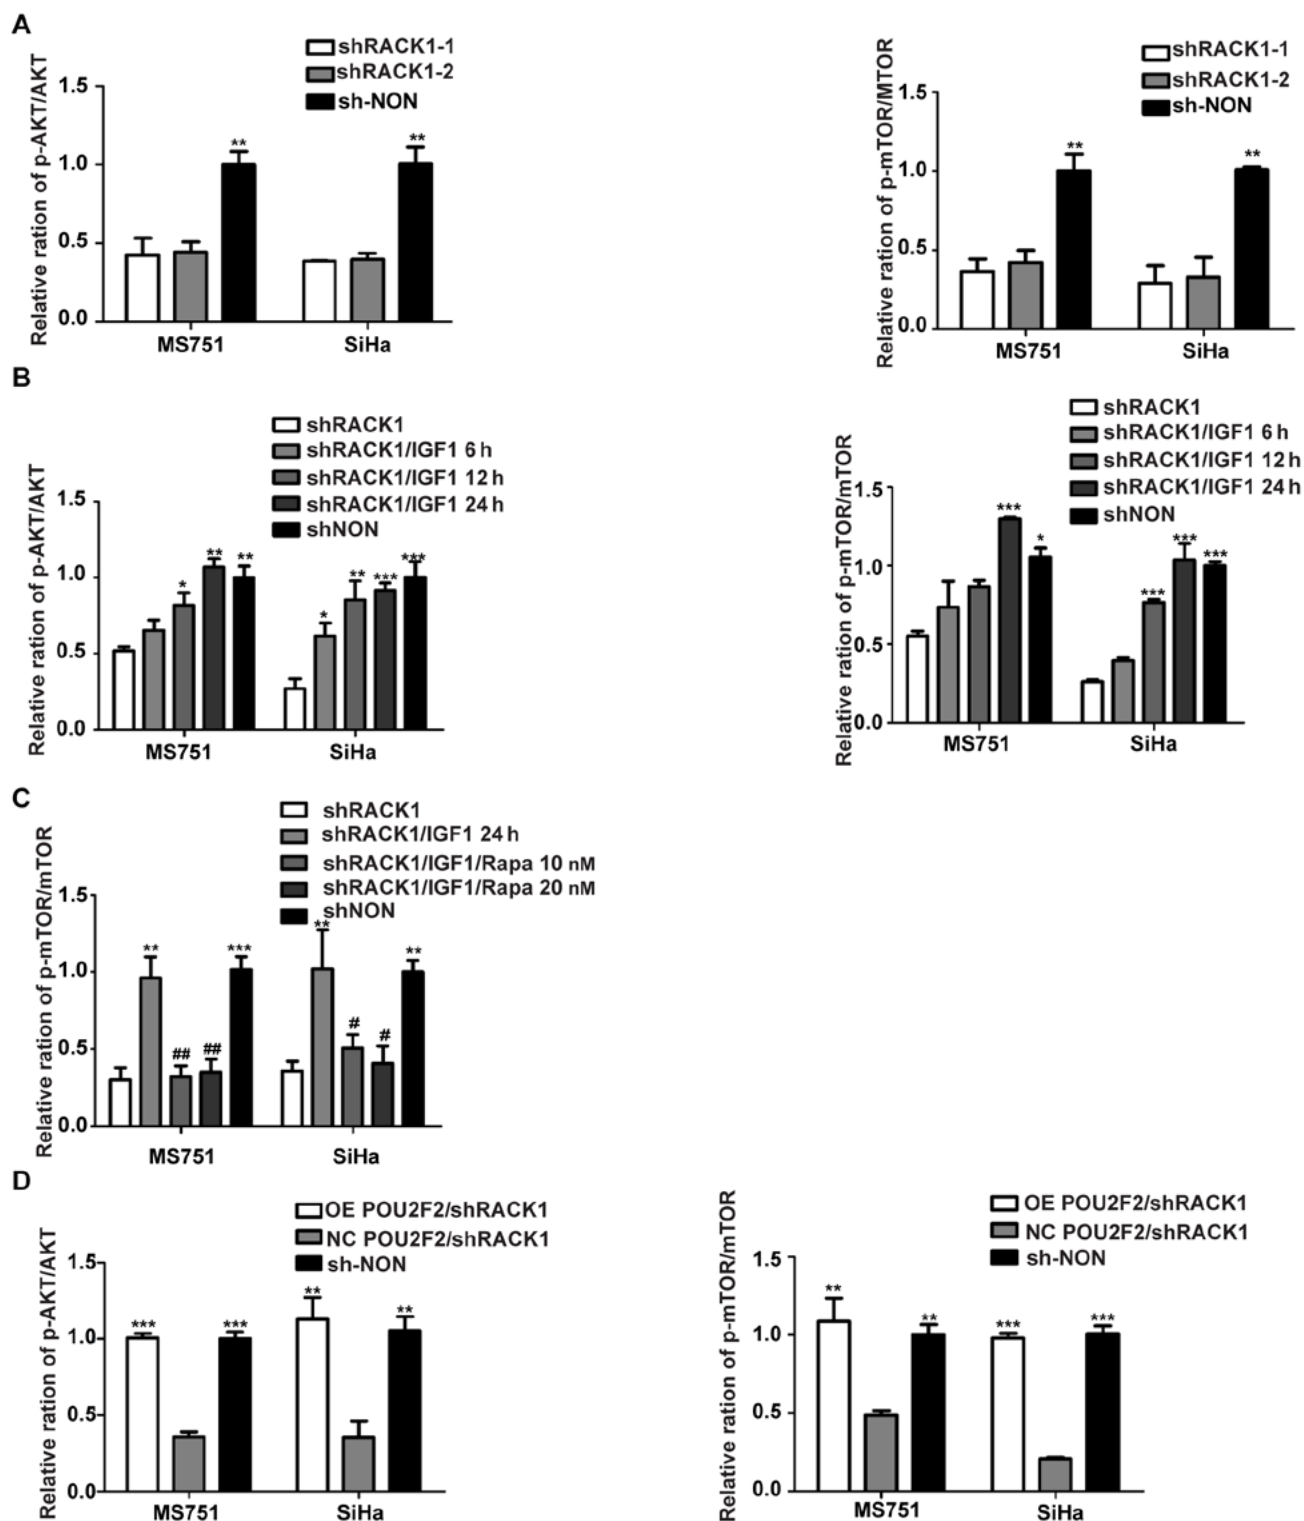 A
shRACK1-1
shRACK1-2
sh-NON
Relative ration of p-AKT/AKT
1.5
1.0
0.5
0.0
**
**
MS751
SiHa
shRACK1-1
shRACK1-2
sh-NON
Relative ration of p-mTOR/MTOR
1.5
1.0
0.5
0.0
**
**
MS751
SiHa
B
shRACK1
shRACK1/IGF1 6 h
shRACK1/IGF1 12 h
shRACK1/IGF1 24 h
shNON
Relative ration of p-AKT/AKT
1.5
1.0
0.5
0.0
*
**
**
*
**
***
***
MS751
SiHa
shRACK1
shRACK1/IGF1 6 h
shRACK1/IGF1 12 h
shRACK1/IGF1 24 h
shNON
Relative ration of p-mTOR/mTOR
1.5
1.0
0.5
0.0
***
*
***
***
***
MS751
SiHa
C
shRACK1
shRACK1/IGF1 24 h
shRACK1/IGF1/Rapa 10 nM
shRACK1/IGF1/Rapa 20 nM
shNON
Relative ration of p-mTOR/mTOR
1.5
1.0
0.5
0.0
**
##
##
***
**
#
#
**
MS751
SiHa
D
OE POU2F2/shRACK1
NC POU2F2/shRACK1
sh-NON
Relative ration of p-AKT/AKT
1.5
1.0
0.5
0.0
***
***
**
**
MS751
SiHa
OE POU2F2/shRACK1
NC POU2F2/shRACK1
sh-NON
Relative ration of p-mTOR/mTOR
1.5
1.0
0.5
0.0
**
**
***
***
MS751
SiHa